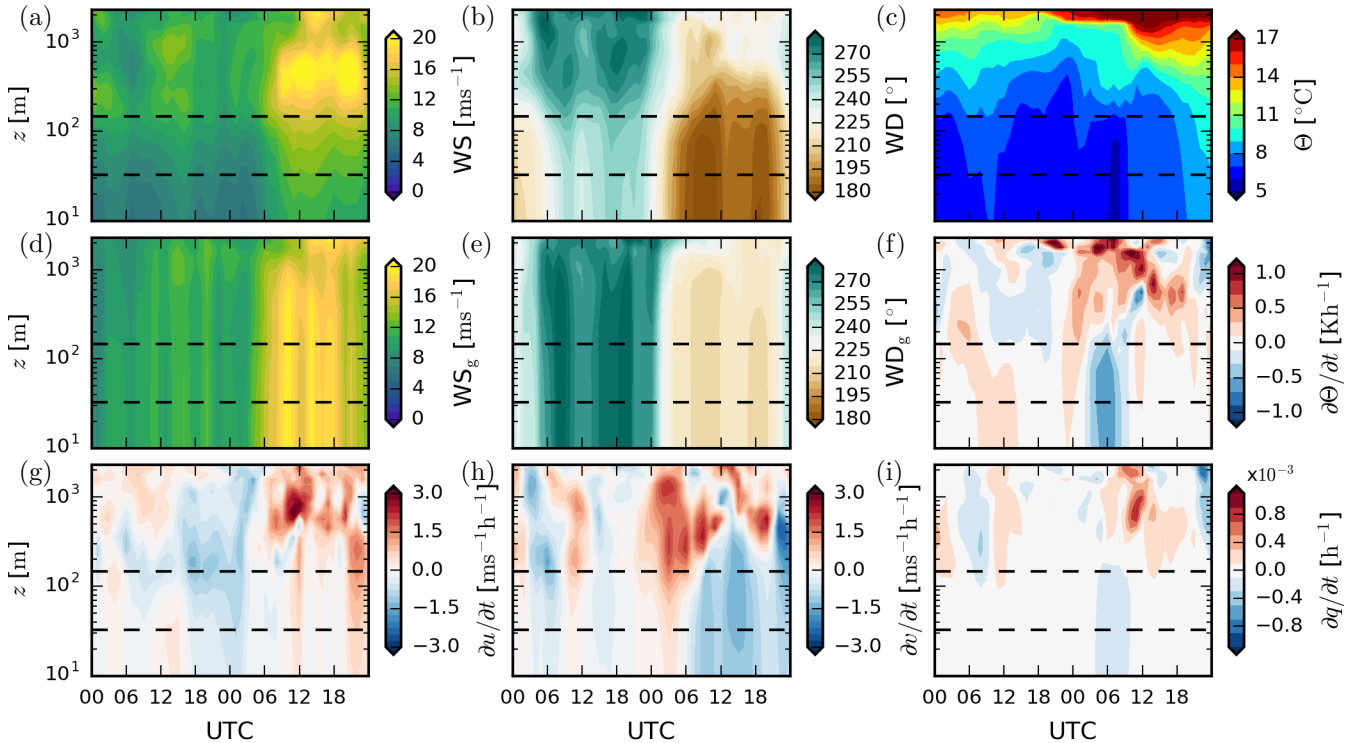 (a)
z [m]
10³
10²
10¹
20
16
12
8
4
0
WS [ms⁻¹]
(b)
270
255
240
225
210
195
180
WD [°]
(c)
17
14
11
8
5
Θ [°C]
(d)
z [m]
10³
10²
10¹
20
16
12
8
4
0
WS_g [ms⁻¹]
(e)
270
255
240
225
210
195
180
WD_g [°]
(f)
1.0
0.5
0.0
−0.5
−1.0
∂Θ/∂t [Kh⁻¹]
(g)
z [m]
10³
10²
10¹
00 06 12 18 00 06 12 18
UTC
3.0
1.5
0.0
−1.5
−3.0
∂u/∂t [ms⁻¹h⁻¹]
(h)
00 06 12 18 00 06 12 18
UTC
3.0
1.5
0.0
−1.5
−3.0
∂v/∂t [ms⁻¹h⁻¹]
(i)
00 06 12 18 00 06 12 18
UTC
x10⁻³
0.8
0.4
0.0
−0.4
−0.8
∂q/∂t [h⁻¹]